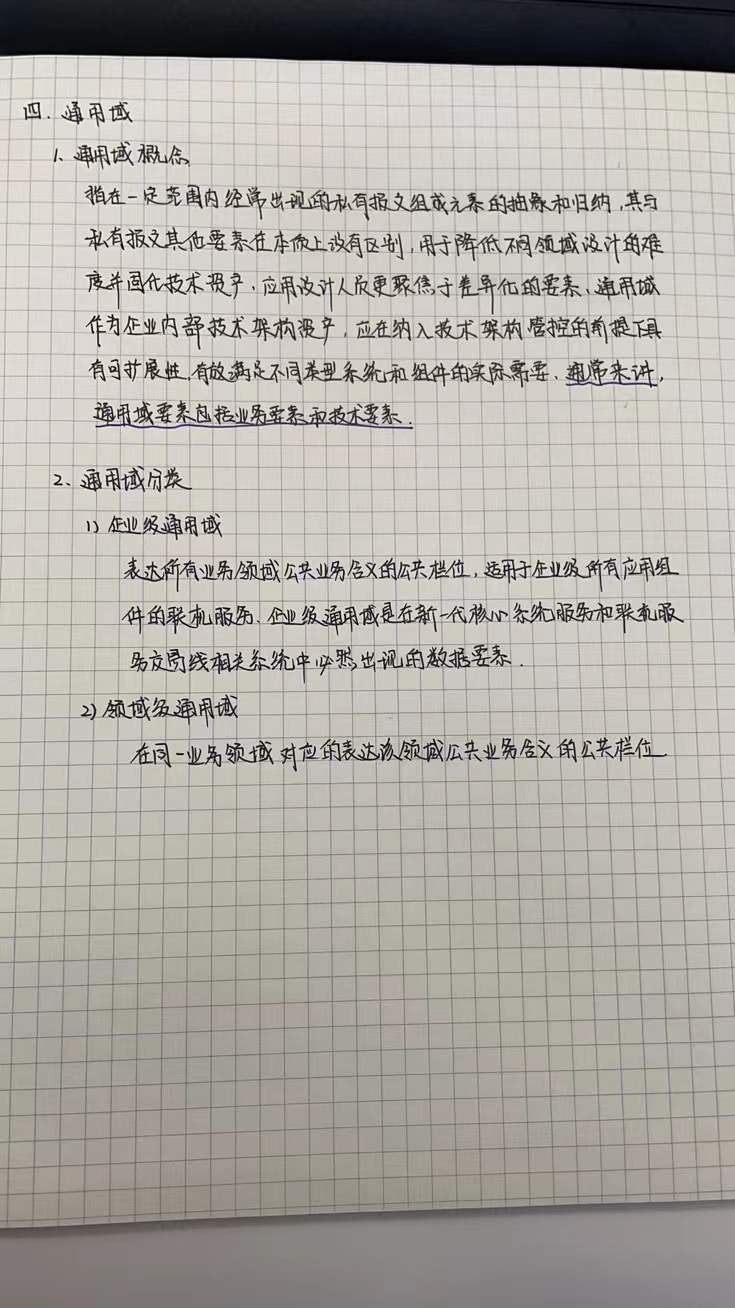 四. 通用域
1. 通用域概念
指在一定范围内经常出现的私有报文组或元素的抽象和归纳,其与
私有报文其他要素在本质上没有区别,用于降低不同领域设计的难
度并固化技术资产,应用设计人员更聚焦于差异化的要素、通用域
作为企业内部技术架构资产,应在纳入技术架构管控的前提下具
有可扩展性,有效满足不同类型系统和组件的实际需要、通常来讲,
通用域要素包括业务要素和技术要素.
2、通用域分类
1) 企业级通用域
表达所有业务领域公共业务含义的公共栏位,适用于企业级所有应用组
件的联机服务、企业级通用域是在新一代核心系统服务和联机服
务交易线相关系统中必然出现的数据要素.
2) 领域级通用域
在同一业务领域对应的表达该领域公共业务含义的公共栏位